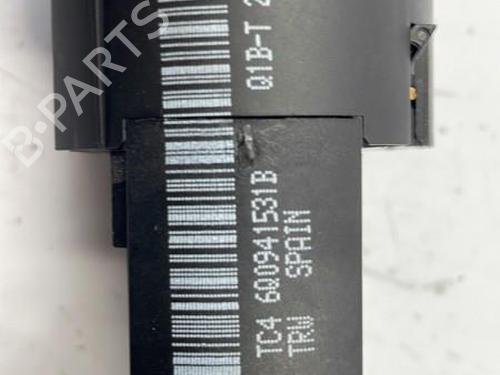 TC4 6Q0941531B Q1B-T 2
TRW SPAIN
B-PARTS